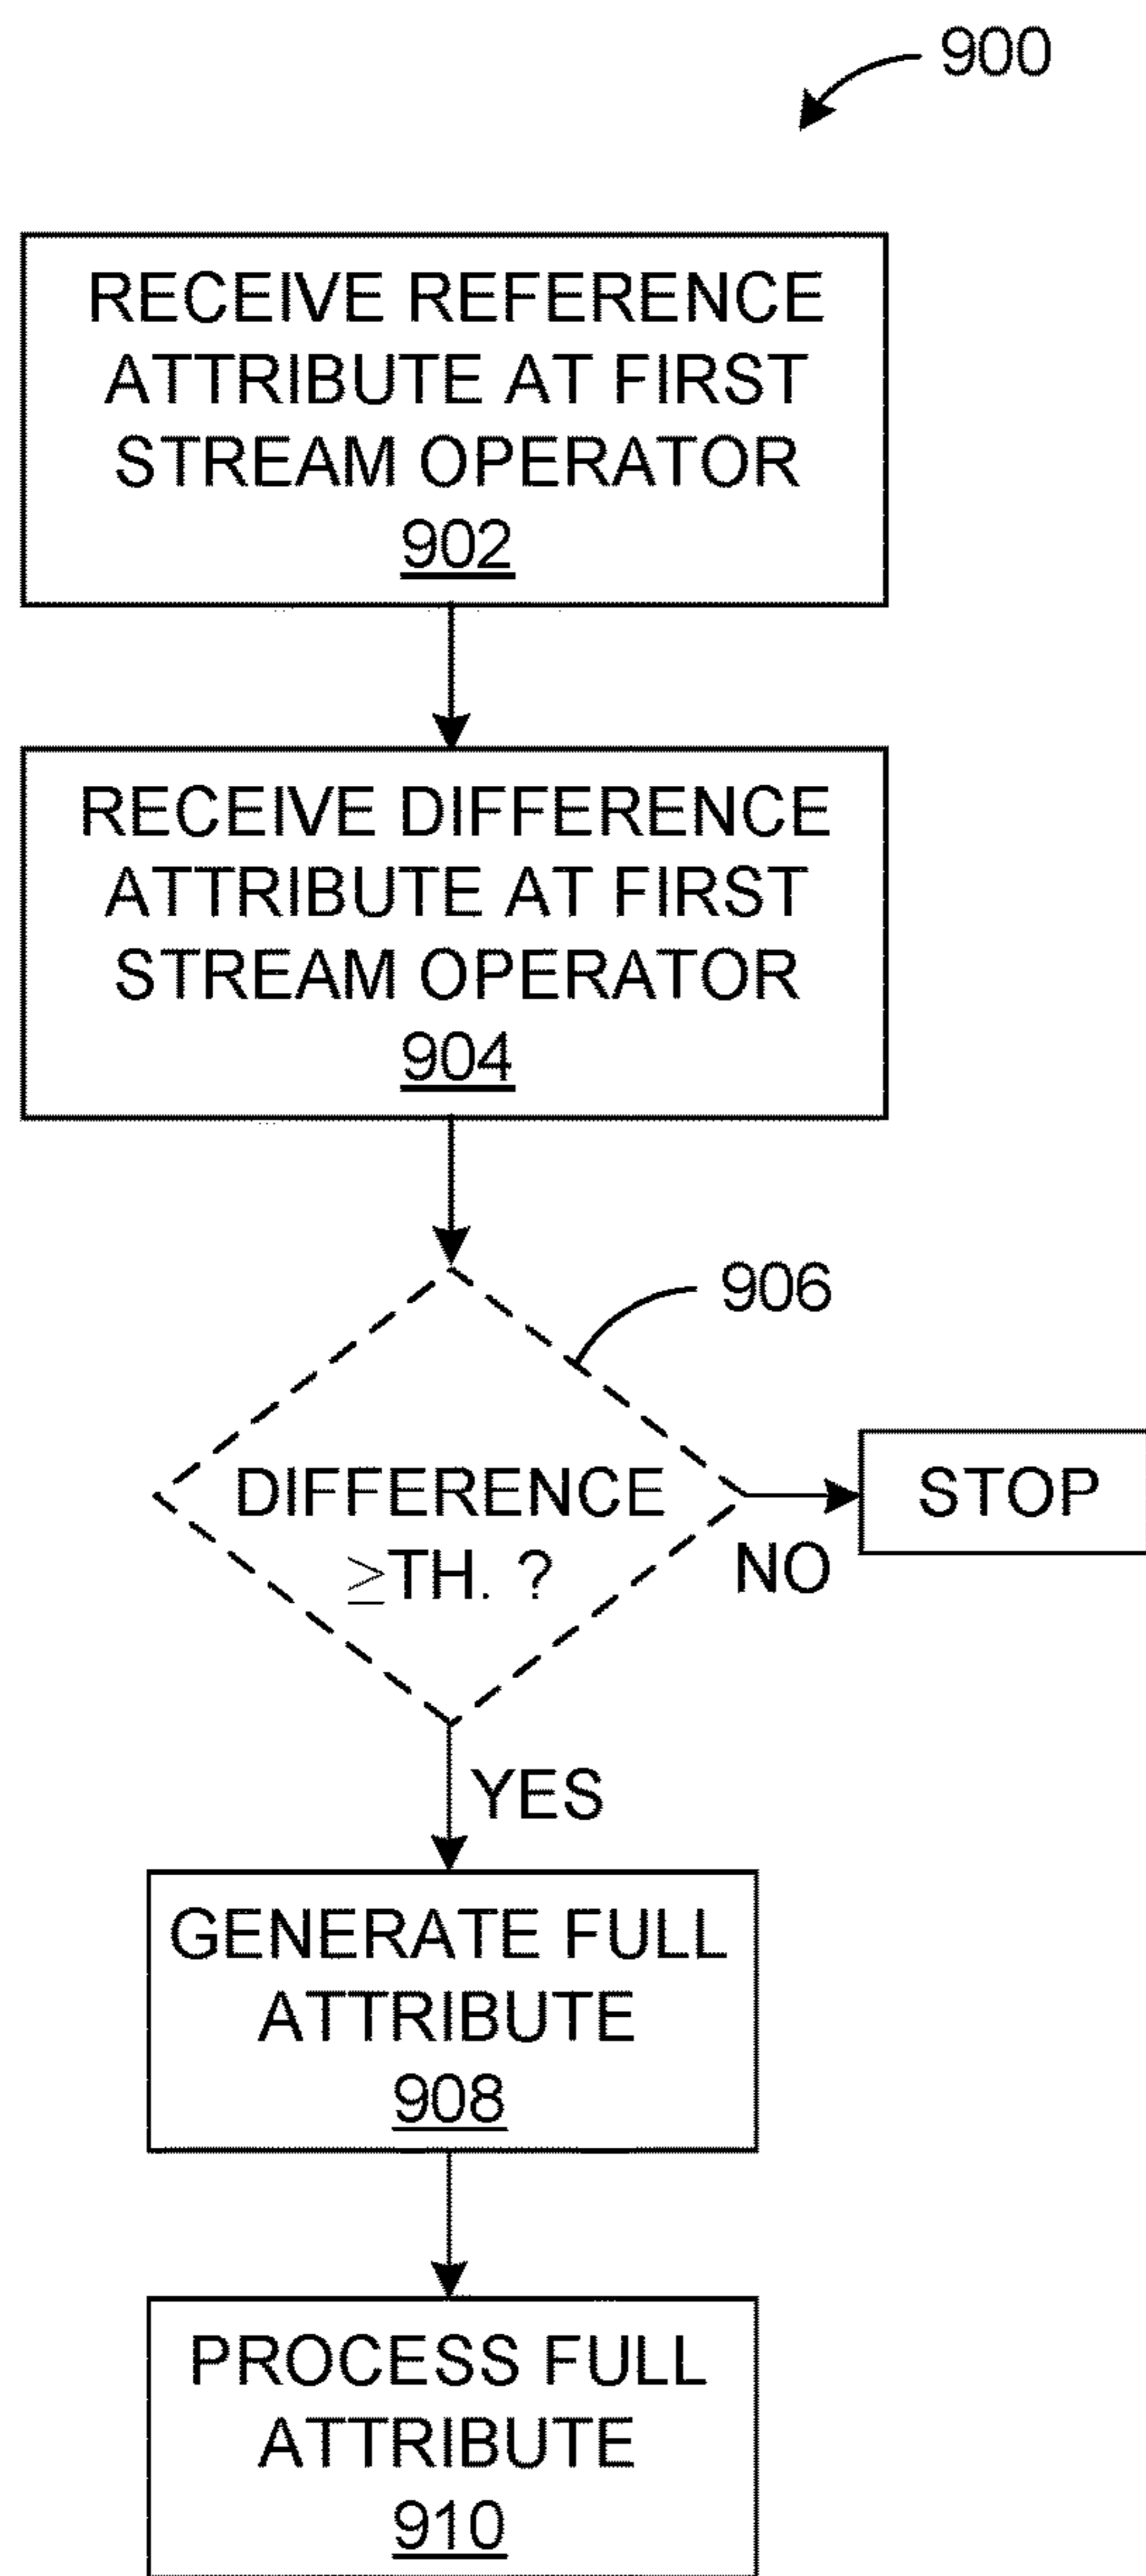 900
RECEIVE REFERENCE
ATTRIBUTE AT FIRST
STREAM OPERATOR
902
RECEIVE DIFFERENCE
ATTRIBUTE AT FIRST
STREAM OPERATOR
904
906
DIFFERENCE
≥TH. ?
NO
STOP
YES
GENERATE FULL
ATTRIBUTE
908
PROCESS FULL
ATTRIBUTE
910